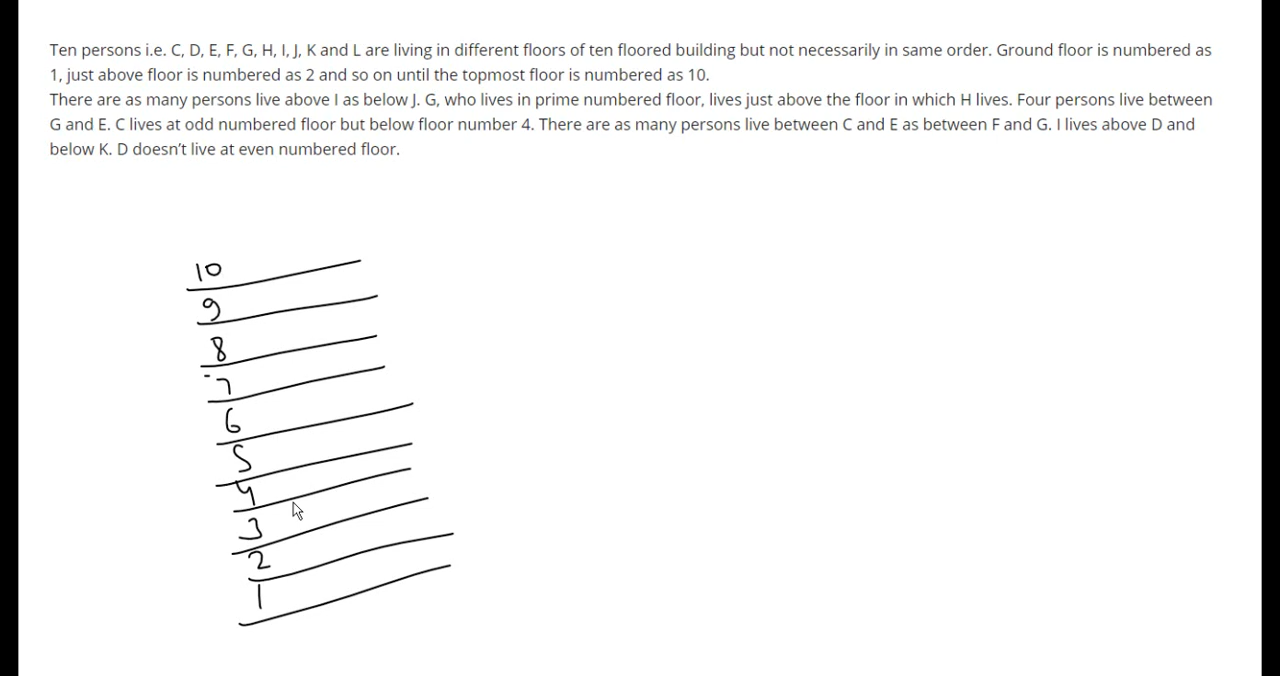 Ten persons i.e. C, D, E, F, G, H, I, J, K and L are living in different floors of ten floored building but not necessarily in same order. Ground floor is numbered as
1, just above floor is numbered as 2 and so on until the topmost floor is numbered as 10.
There are as many persons live above I as below J. G, who lives in prime numbered floor, lives just above the floor in which H lives. Four persons live between
G and E. C lives at odd numbered floor but below floor number 4. There are as many persons live between C and E as between F and G. I lives above D and
below K. D doesn't live at even numbered floor.
10
9
8
7
6
5
4
3
2
1